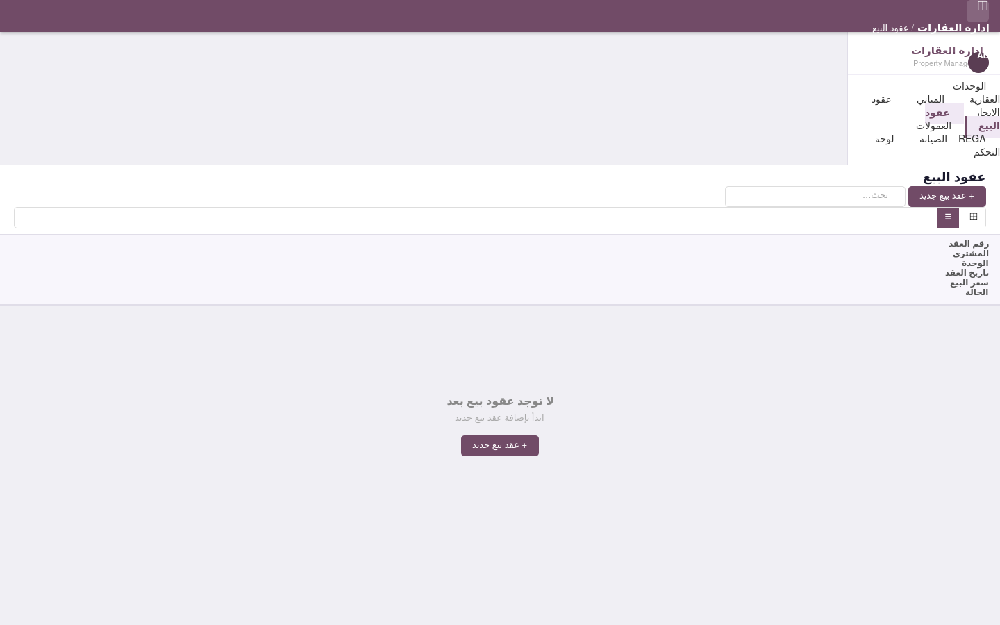 إدارة العقارات / عقود البيع
إدارة العقارات
Property Manag
الوحدات
العقارية المباني عقود
الايجار عقود
البيع العمولات
REGA الصيانة لوحة
التحكم
عقود البيع
+ عقد بيع جديد بحث...
رقم العقد
المشتري
الوحدة
تاريخ العقد
سعر البيع
الحالة
لا توجد عقود بيع بعد
ابدأ بإضافة عقد بيع جديد
+ عقد بيع جديد